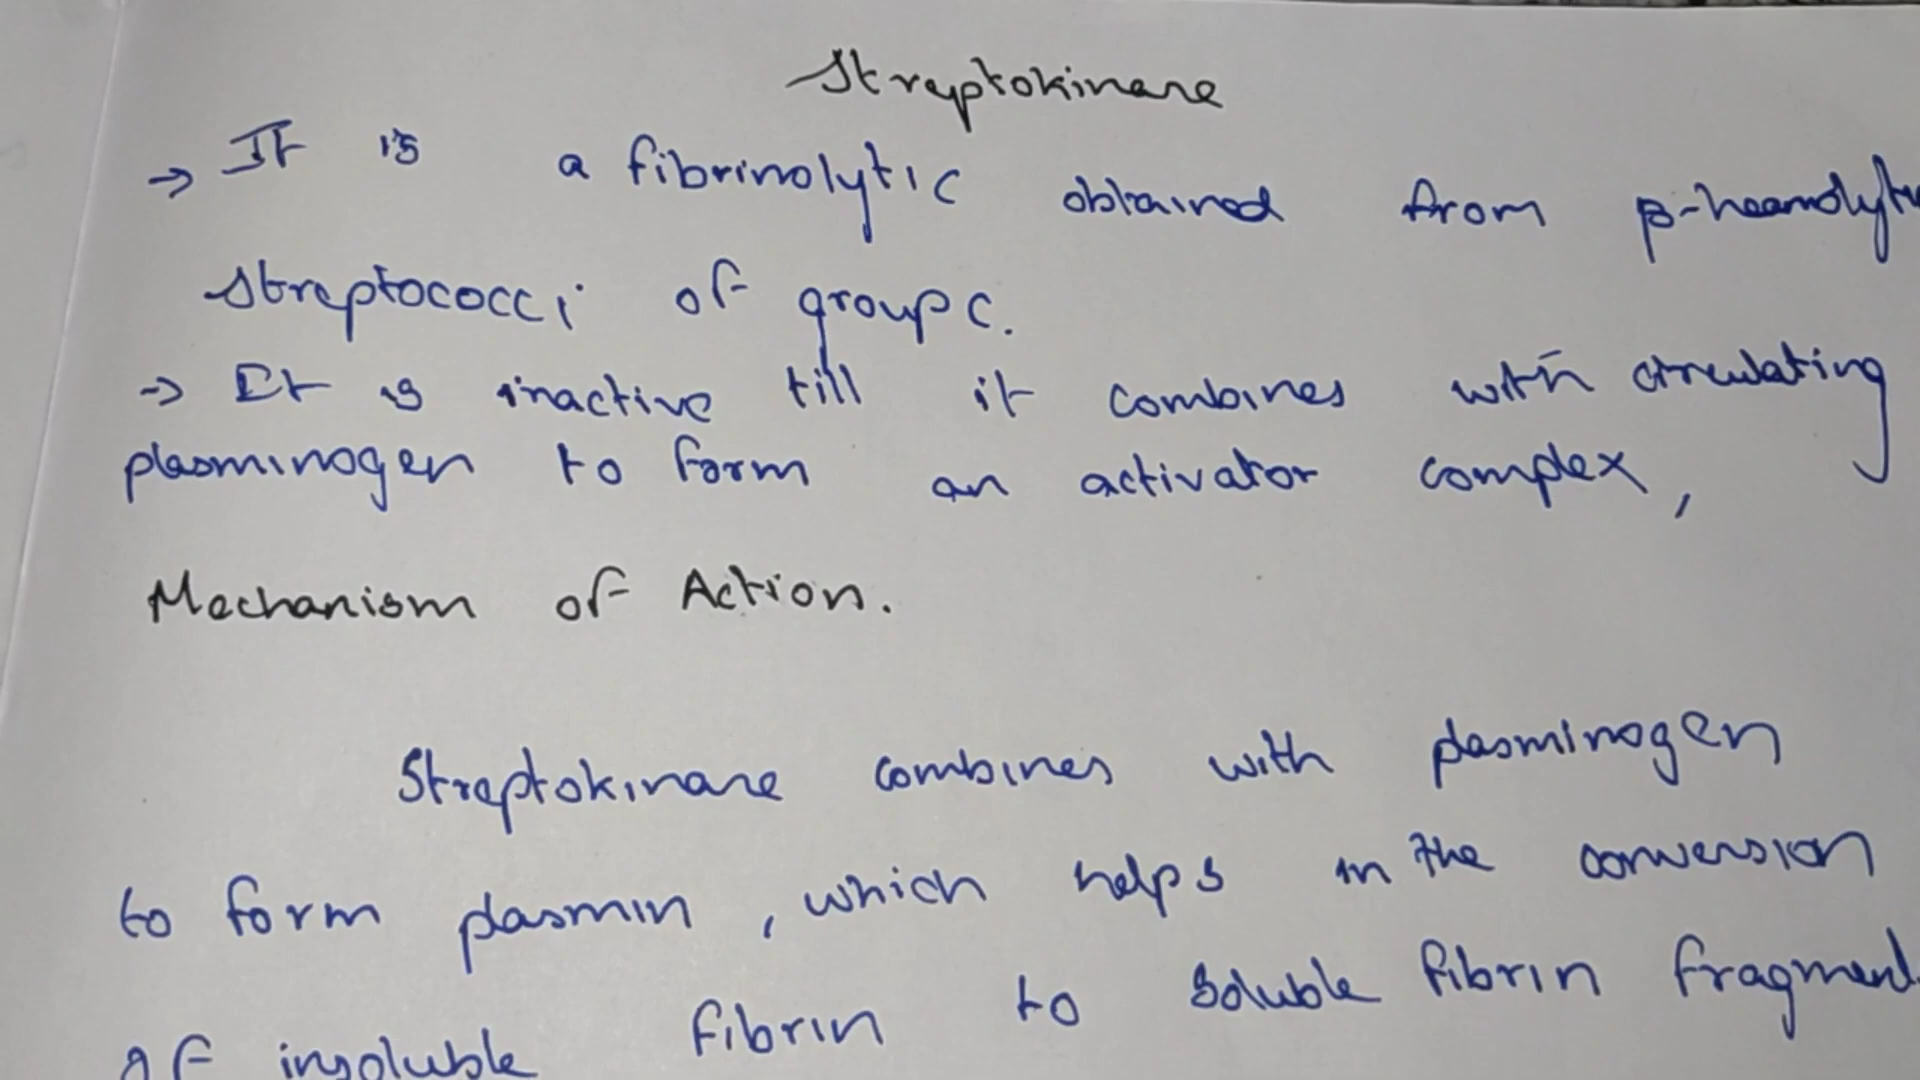 Streptokinase
→ It is a fibrinolytic obtained from β-heamolytic
streptococci of group c.
→ It is inactive till it combines with circulating
plasminogen to form an activator complex,
Mechanism of Action.
Streptokinase combines with plasminogen
to form plasmin, which helps in the conversion
of insoluble fibrin to soluble fibrin fragment